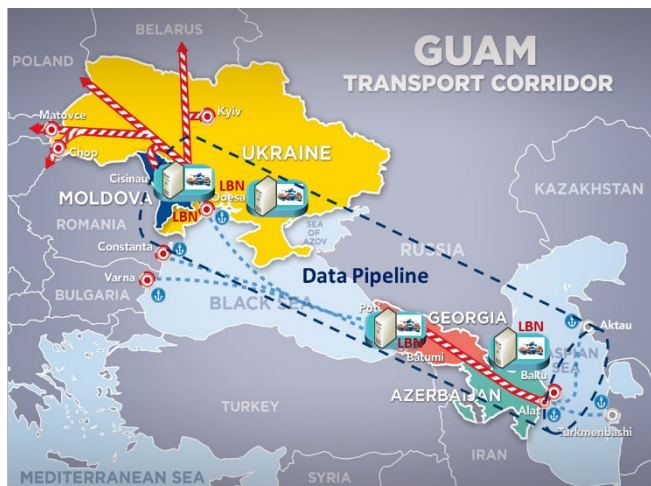 BELARUS
GUAM
TRANSPORT CORRIDOR
POLAND
Matovce
Kyiv
Chop
UKRAINE
Cisinau
LBN
MOLDOVA
Odesa
LBN
KAZAKHSTAN
ROMANIA
SEA
OF
AZOV
RUSSIA
Constanta
Data Pipeline
Varna
BULGARIA
BLACK SEA
Poti
GEORGIA
Aktau
LBN
LBN
Batumi
SEA
Baku
AZERBAIJAN
Alat
TURKEY
Turkmenbashi
IRAN
MEDITERRANEAN SEA
SYRIA